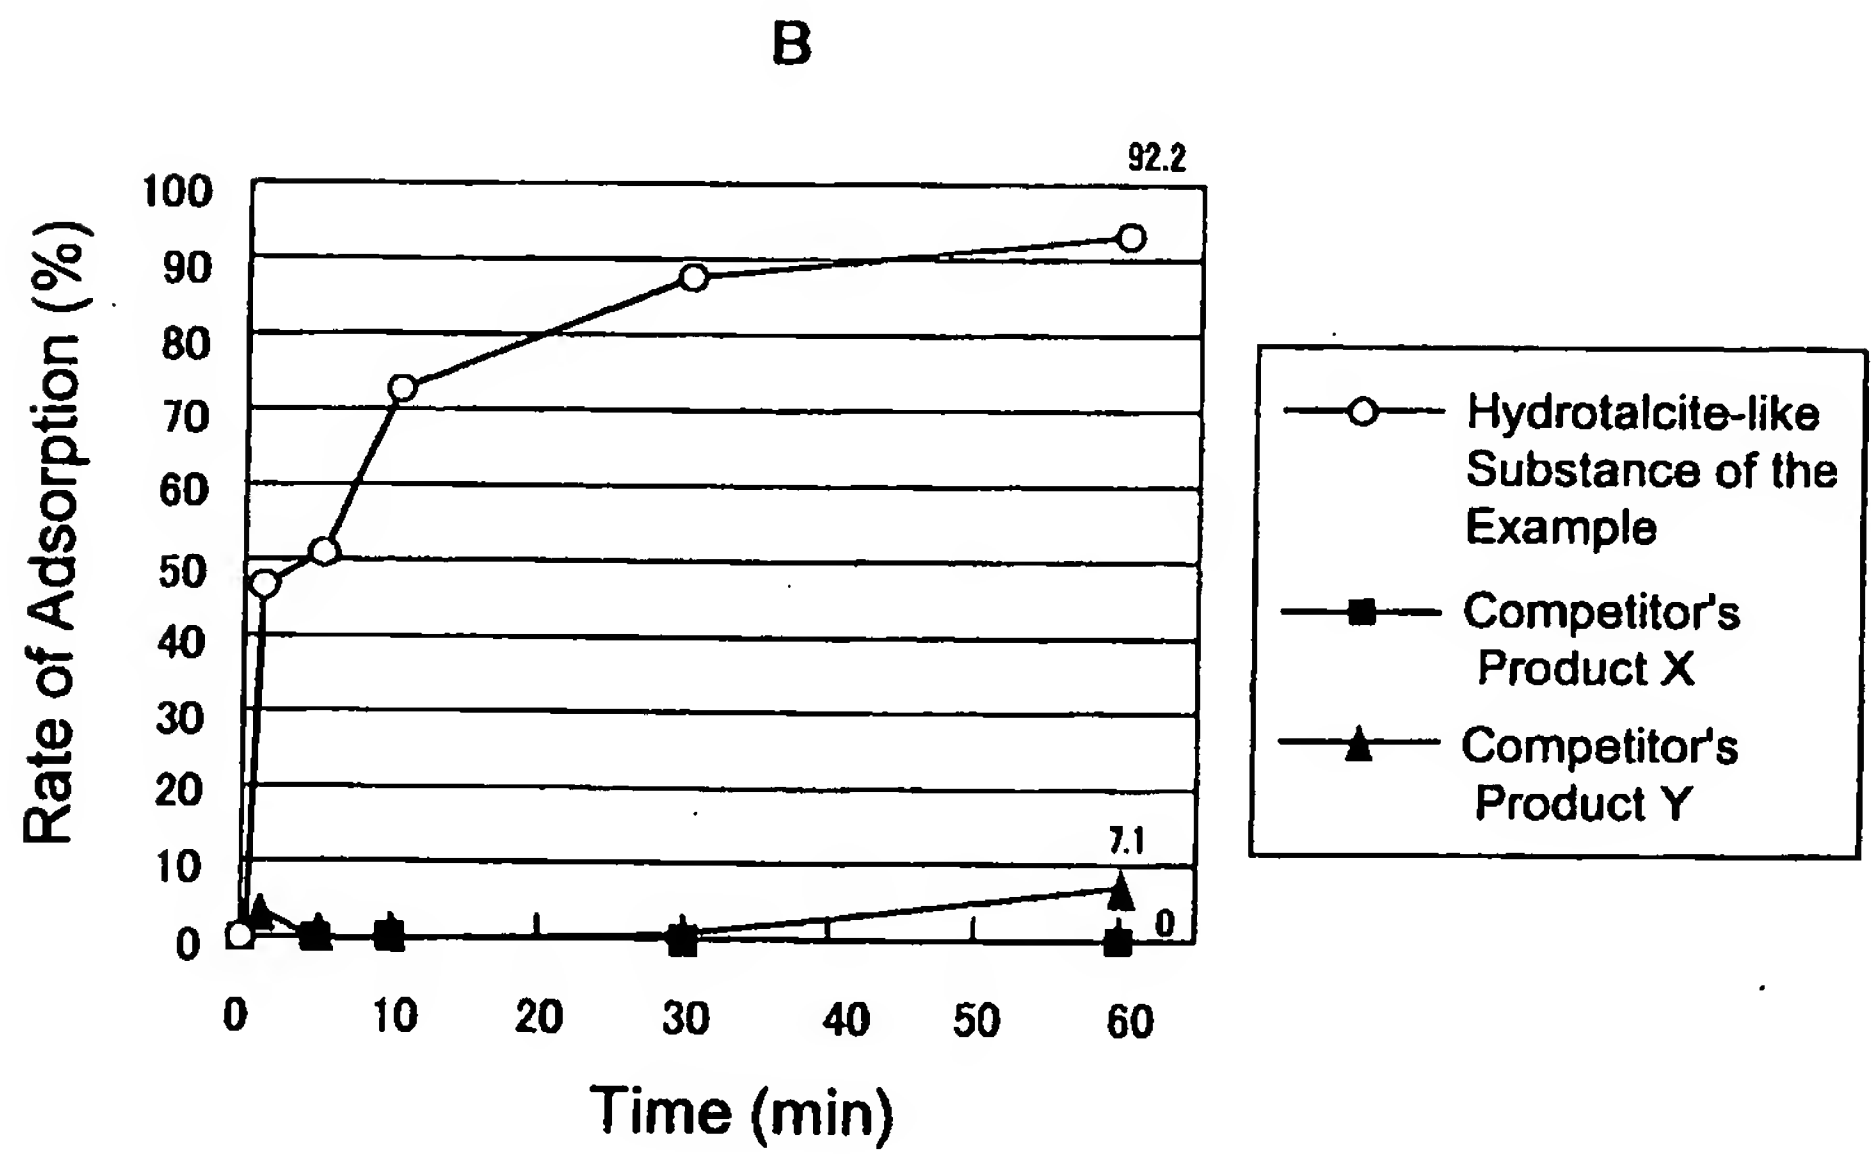 B
92.2
100
90
80
70
60
50
40
30
20
10
0
7.1
0
0 10 20 30 40 50 60
Rate of Adsorption (%)
Time (min)
Hydrotalcite-like
Substance of the
Example
Competitor's
Product X
Competitor's
Product Y